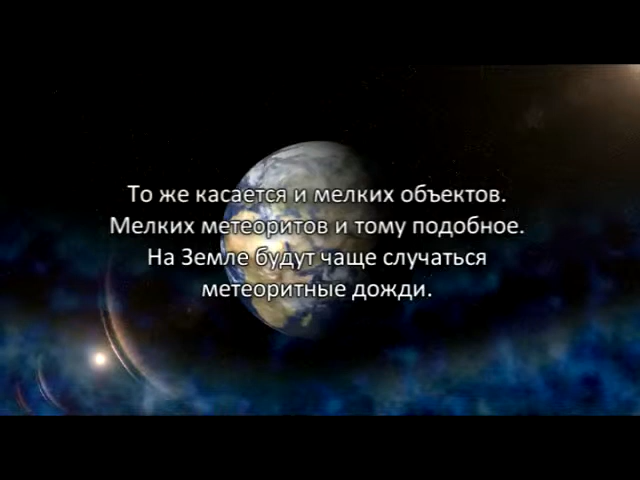 То же касается и мелких объектов.
Мелких метеоритов и тому подобное.
На Земле будут чаще случаться
метеоритные дожди.